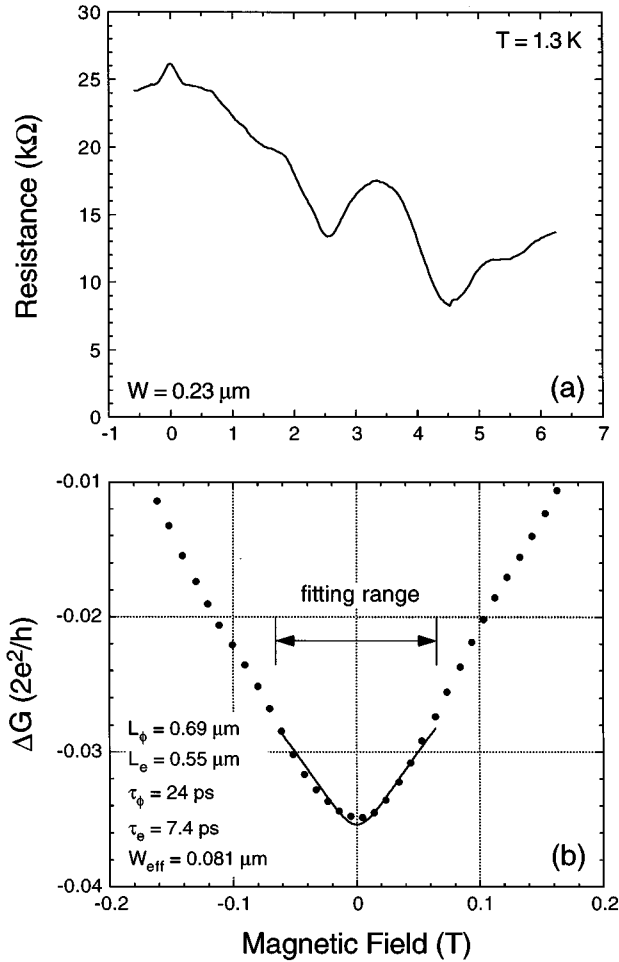 30
25
20
15
10
5
0
Resistance (kΩ)
T = 1.3 K
W = 0.23 μm
(a)
-1 0 1 2 3 4 5 6 7
-0.01
-0.02
-0.03
-0.04
ΔG (2e²/h)
fitting range
L_ϕ = 0.69 μm
L_e = 0.55 μm
τ_ϕ = 24 ps
τ_e = 7.4 ps
W_eff = 0.081 μm
(b)
-0.2 -0.1 0 0.1 0.2
Magnetic Field (T)